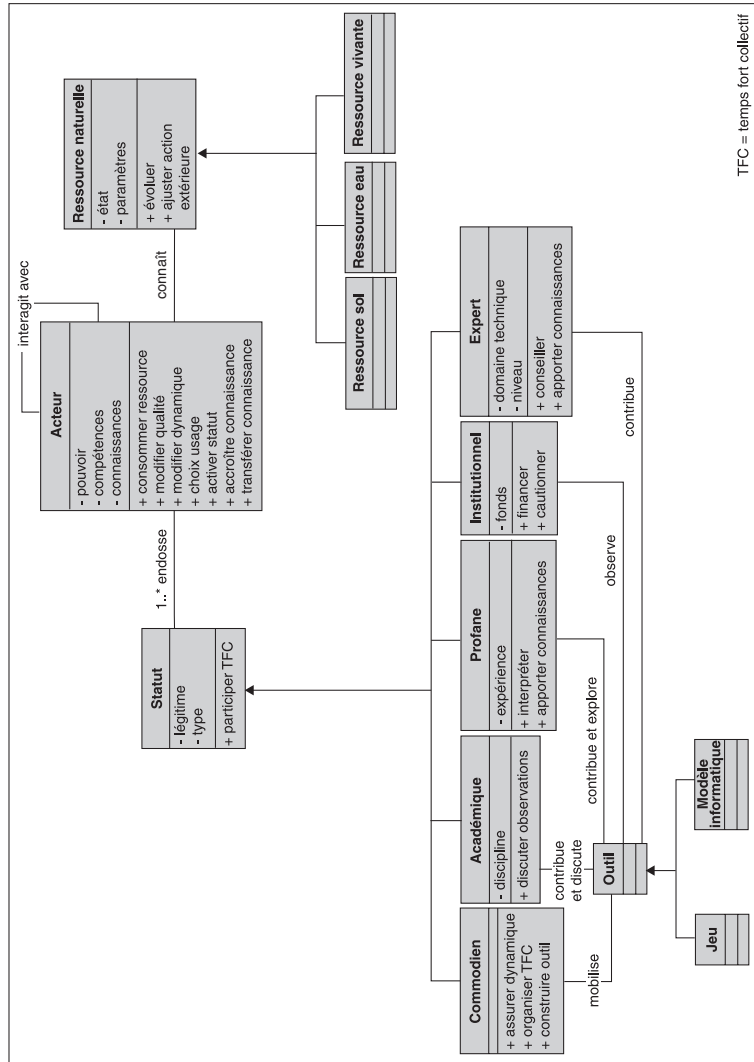 interagit avec
Acteur
- pouvoir
- compétences
- connaissances
+ consommer ressource
+ modifier qualité
+ modifier dynamique
+ choix usage
+ activer statut
+ accroître connaissance
+ transférer connaissance
connaît
Ressource naturelle
- état
- paramètres
+ évoluer
+ ajuster action
extérieure
1..* endosse
Statut
- légitime
- type
+ participer TFC
Ressource sol
Ressource eau
Ressource vivante
Commodien
+ assurer dynamique
+ organiser TFC
+ construire outil
Académique
- discipline
+ discuter observations
Profane
- expérience
+ interpréter
+ apporter connaissances
Institutionnel
- fonds
+ financer
+ cautionner
Expert
- domaine technique
- niveau
+ conseiller
+ apporter connaissances
mobilise
contribue
et discute
contribue et explore
observe
contribue
Outil
Jeu
Modèle
informatique
TFC = temps fort collectif